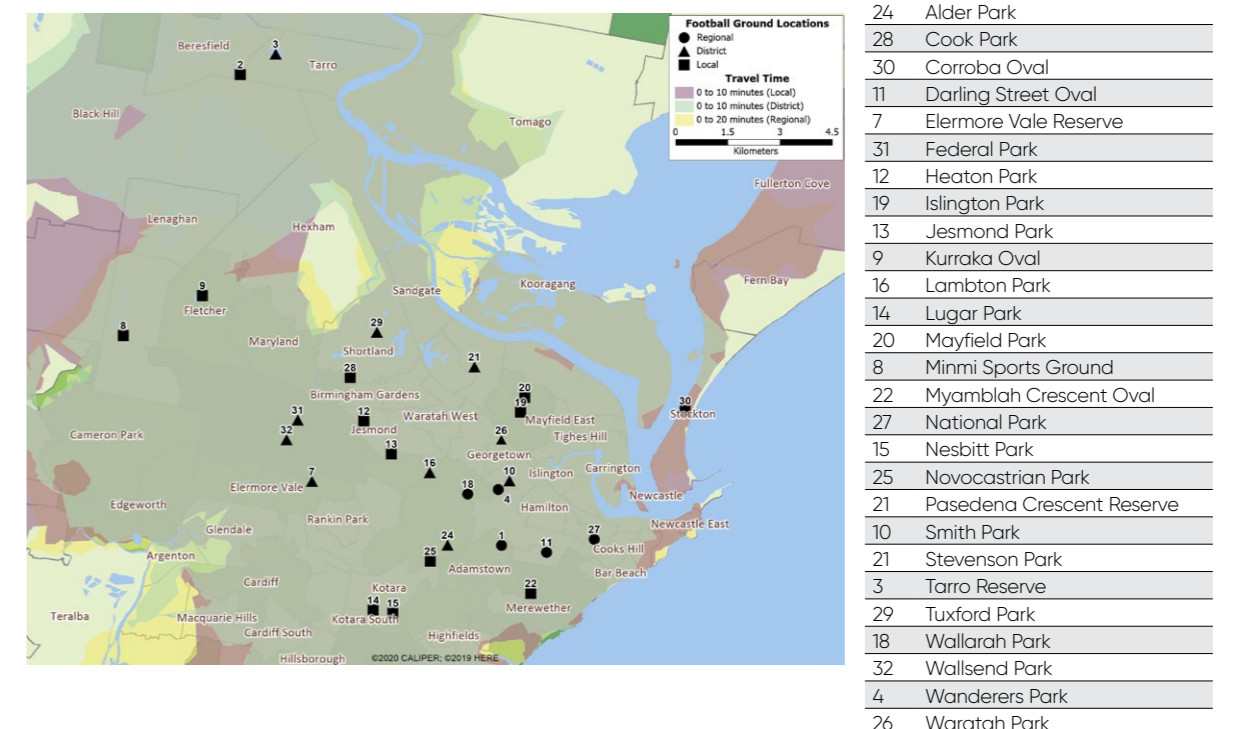 Football Ground Locations
Regional
District
Local
Travel Time
0 to 10 minutes (Local)
0 to 10 minutes (District)
0 to 20 minutes (Regional)
0 1.5 3 4.5
Kilometers
Beresfield
3
2
Tarro
Black Hill
Tomago
Fullerton Cove
Lenaghan
Hexham
Fern Bay
Kooragang
Sandgate
9
Fletcher
8
29
Maryland
Shortland
21
28
Birmingham Gardens
20
19
30
Stockton
31
12
Waratah West
Mayfield East
Jesmond
32
Cameron Park
13
26
Tighes Hill
Georgetown
16
7
10
Islington
Carrington
Elermore Vale
18
4
Newcastle
Edgeworth
Hamilton
Rankin Park
Newcastle East
Glendale
24
1
27
11
Cooks Hill
25
Argenton
Adamstown
Bar Beach
Cardiff
Kotara
22
14
15
Merewether
Teralba
Macquarie Hills
Kotara South
Cardiff South
Highfields
Hillsborough
©2020 CALIPER; ©2019 HERE
24 Alder Park
28 Cook Park
30 Corroba Oval
11 Darling Street Oval
7 Elermore Vale Reserve
31 Federal Park
12 Heaton Park
19 Islington Park
13 Jesmond Park
9 Kurraka Oval
16 Lambton Park
14 Lugar Park
20 Mayfield Park
8 Minmi Sports Ground
22 Myamblah Crescent Oval
27 National Park
15 Nesbitt Park
25 Novocastrian Park
21 Pasedena Crescent Reserve
10 Smith Park
21 Stevenson Park
3 Tarro Reserve
29 Tuxford Park
18 Wallarah Park
32 Wallsend Park
4 Wanderers Park
26 Waratah Park